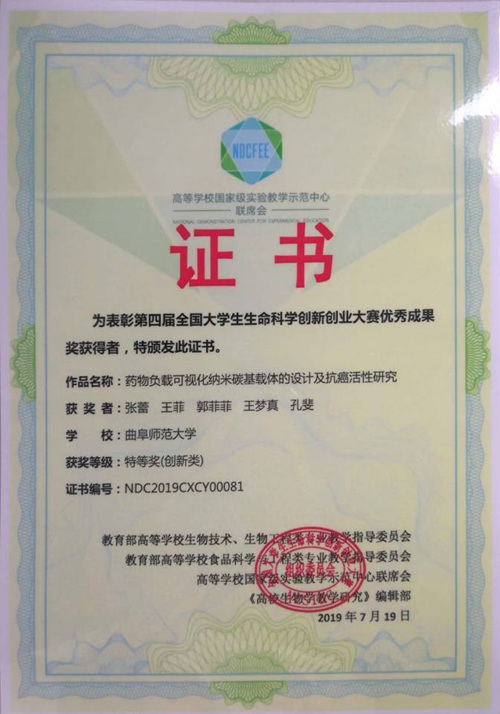 NDCFEE
高等学校国家级实验教学示范中心
联席会
NATIONAL DEMONSTRATION CENTER FOR EXPERIMENTAL EDUCATION
证书
为表彰第四届全国大学生生命科学创新创业大赛优秀成果
奖获得者，特颁发此证书。
作品名称：药物负载可视化纳米碳基载体的设计及抗癌活性研究
获 奖 者：张蕾 王菲 郭菲菲 王梦真 孔斐
学 校：曲阜师范大学
获奖等级：特等奖(创新类)
证书编号：NDC2019CXCY00081
教育部高等学校生物技术、生物工程类专业教学指导委员会
教育部高等学校食品科学与工程类专业教学指导委员会
高等学校国家级实验教学示范中心联席会
《高校生物学教学研究》编辑部
组织委员会
2019 年 7 月 19 日